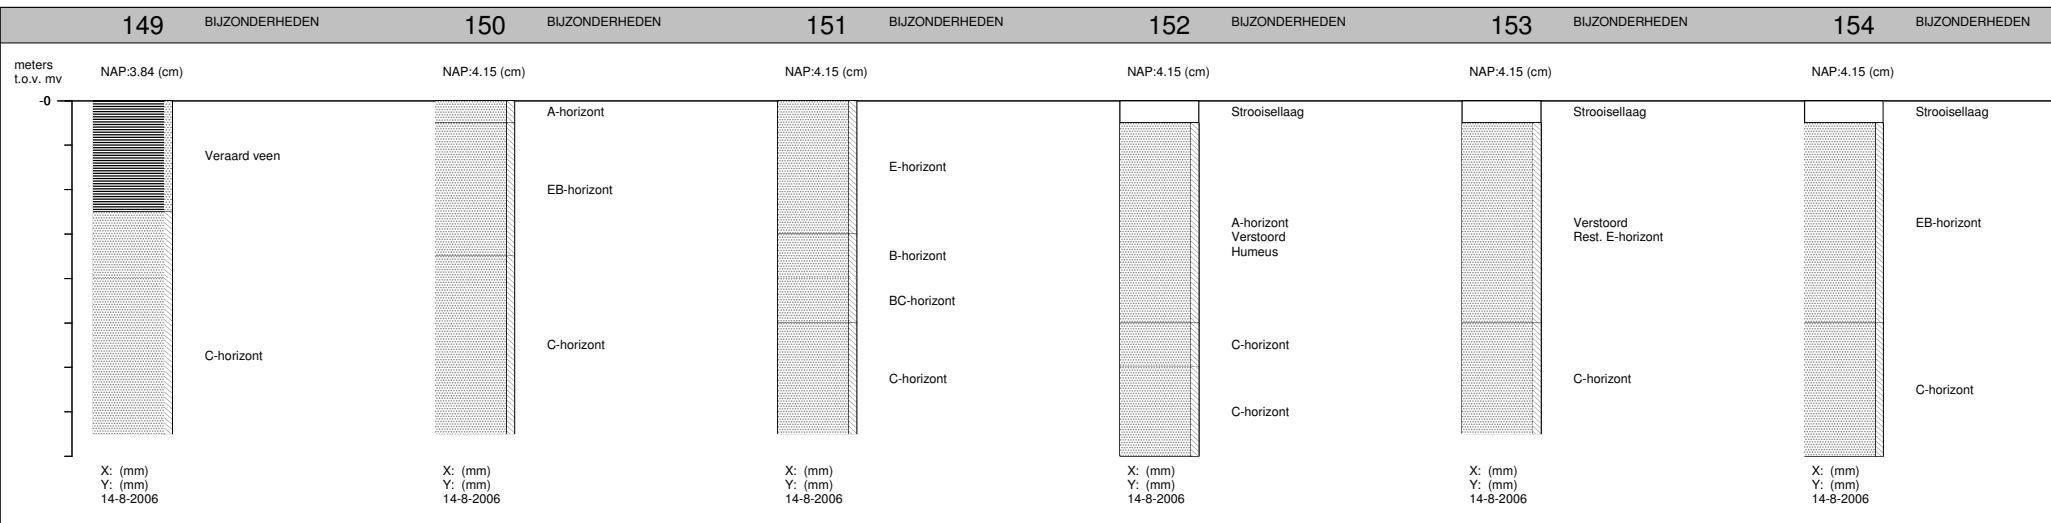 149 BIJZONDERHEDEN 150 BIJZONDERHEDEN 151 BIJZONDERHEDEN 152 BIJZONDERHEDEN 153 BIJZONDERHEDEN 154 BIJZONDERHEDEN
meters
t.o.v. mv
NAP:3.84 (cm) NAP:4.15 (cm) NAP:4.15 (cm) NAP:4.15 (cm) NAP:4.15 (cm) NAP:4.15 (cm)
-0
Veraard veen
C-horizont
X: (mm)
Y: (mm)
14-8-2006
A-horizont
EB-horizont
C-horizont
X: (mm)
Y: (mm)
14-8-2006
E-horizont
B-horizont
BC-horizont
C-horizont
X: (mm)
Y: (mm)
14-8-2006
Strooisellaag
A-horizont
Verstoord
Humeus
C-horizont
C-horizont
X: (mm)
Y: (mm)
14-8-2006
Strooisellaag
Verstoord
Rest. E-horizont
C-horizont
X: (mm)
Y: (mm)
14-8-2006
Strooisellaag
EB-horizont
C-horizont
X: (mm)
Y: (mm)
14-8-2006